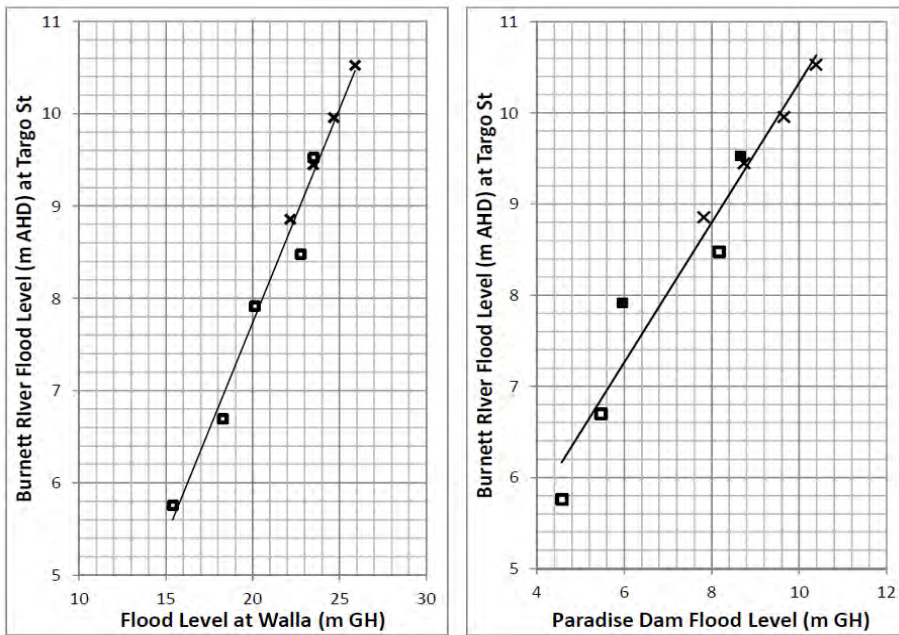 Burnett River Flood Level (m AHD) at Targo St
11
10
9
8
7
6
5
10 15 20 25 30
Flood Level at Walla (m GH)
Burnett River Flood Level (m AHD) at Targo St
11
10
9
8
7
6
5
4 6 8 10 12
Paradise Dam Flood Level (m GH)